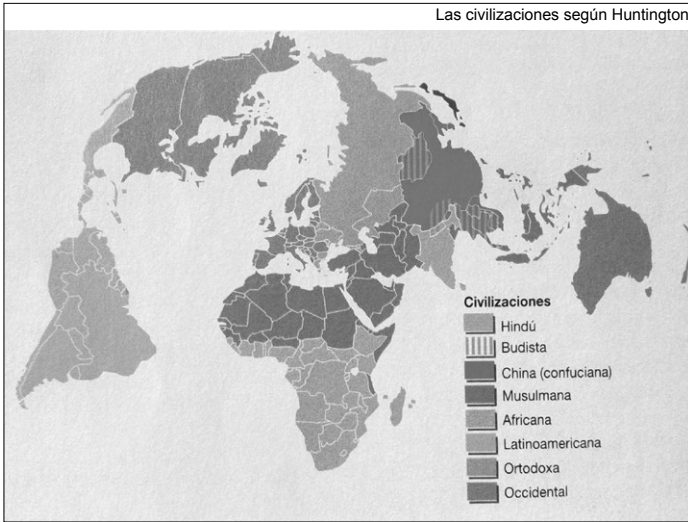 Las civilizaciones según Huntington
Civilizaciones
Hindú
Budista
China (confuciana)
Musulmana
Africana
Latinoamericana
Ortodoxa
Occidental